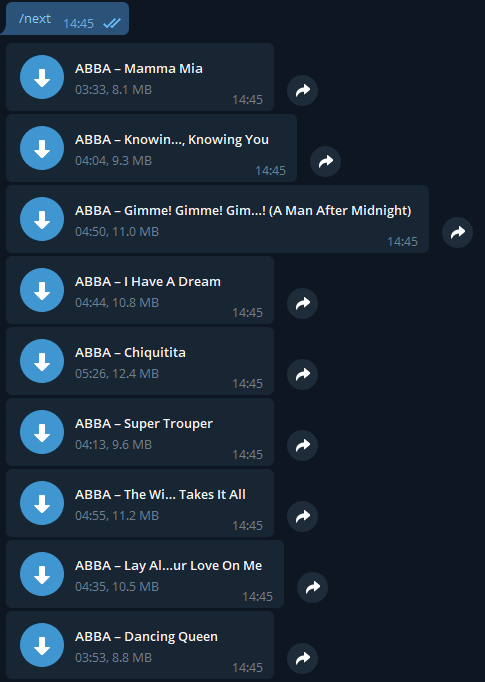 /next 14:45
ABBA – Mamma Mia
03:33, 8.1 MB
14:45
ABBA – Knowin..., Knowing You
04:04, 9.3 MB
14:45
ABBA – Gimme! Gimme! Gim...! (A Man After Midnight)
04:50, 11.0 MB
14:45
ABBA – I Have A Dream
04:44, 10.8 MB
14:45
ABBA – Chiquitita
05:26, 12.4 MB
14:45
ABBA – Super Trouper
04:13, 9.6 MB
14:45
ABBA – The Wi... Takes It All
04:55, 11.2 MB
14:45
ABBA – Lay Al...ur Love On Me
04:35, 10.5 MB
14:45
ABBA – Dancing Queen
03:53, 8.8 MB
14:45